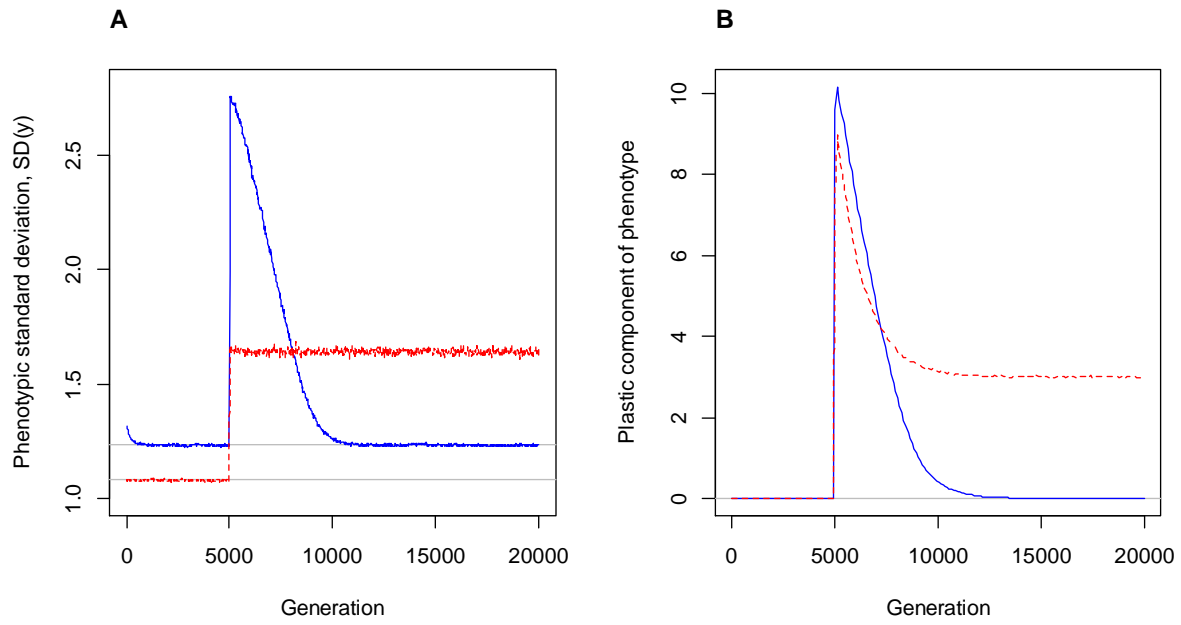 A
Phenotypic standard deviation, SD(y)
2.5
2.0
1.5
1.0
0 5000 10000 15000 20000
Generation
B
Plastic component of phenotype
10
8
6
4
2
0
0 5000 10000 15000 20000
Generation